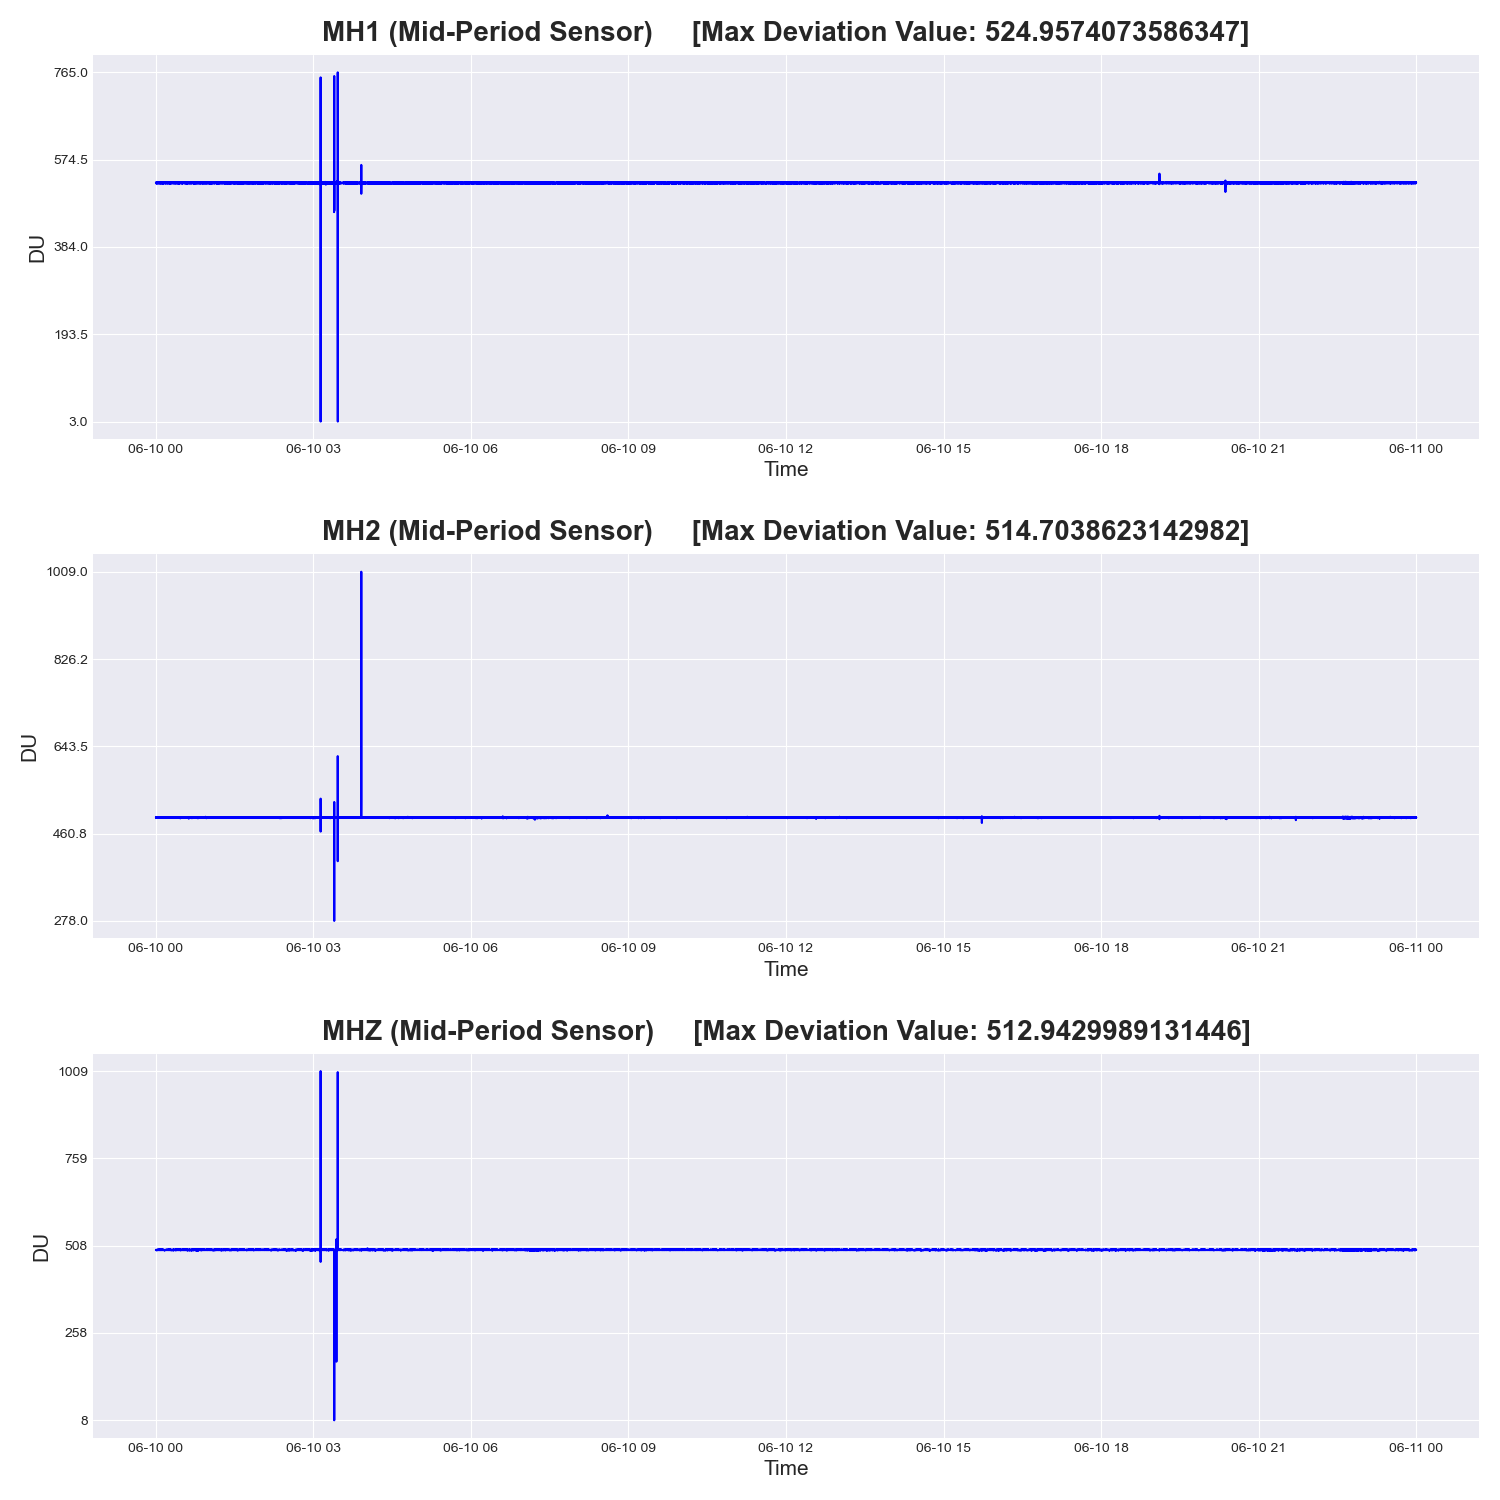 MH1 (Mid-Period Sensor) [Max Deviation Value: 524.9574073586347]
765.0
574.5
384.0
193.5
3.0
DU
06-10 00 06-10 03 06-10 06 06-10 09 06-10 12 06-10 15 06-10 18 06-10 21 06-11 00
Time
MH2 (Mid-Period Sensor) [Max Deviation Value: 514.7038623142982]
1009.0
826.2
643.5
460.8
278.0
DU
06-10 00 06-10 03 06-10 06 06-10 09 06-10 12 06-10 15 06-10 18 06-10 21 06-11 00
Time
MHZ (Mid-Period Sensor) [Max Deviation Value: 512.9429989131446]
1009
759
508
258
8
DU
06-10 00 06-10 03 06-10 06 06-10 09 06-10 12 06-10 15 06-10 18 06-10 21 06-11 00
Time